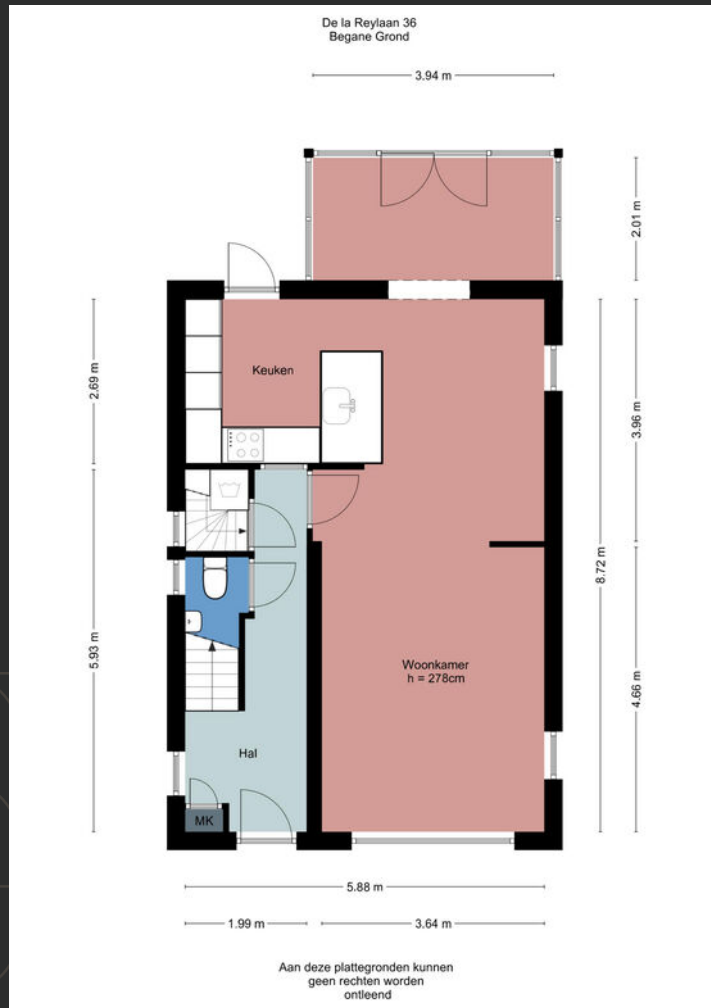 De la Reylaan 36
Begane Grond
3.94 m
2.01 m
2.69 m
Keuken
3.96 m
8.72 m
5.93 m
Woonkamer
h = 278cm
4.66 m
Hal
MK
5.88 m
1.99 m
3.64 m
Aan deze plattegronden kunnen
geen rechten worden
ontleend